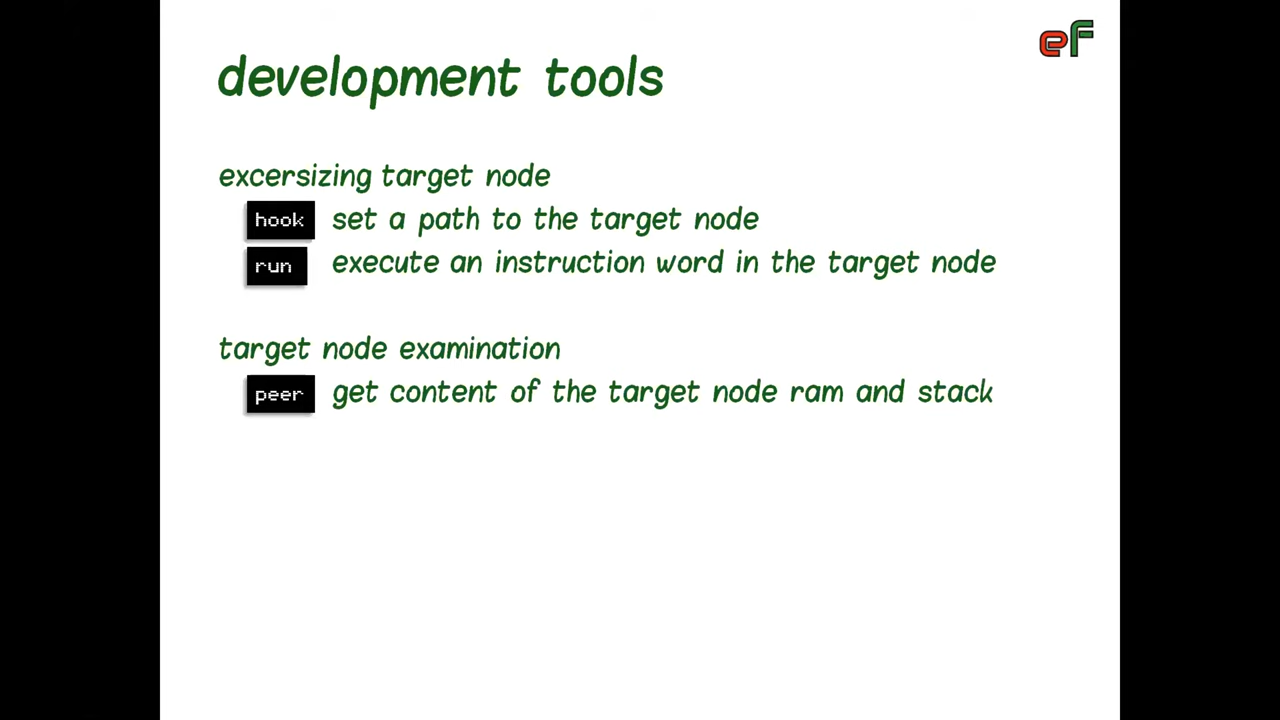 eF
development tools
excersizing target node
hook set a path to the target node
run execute an instruction word in the target node
target node examination
peer get content of the target node ram and stack